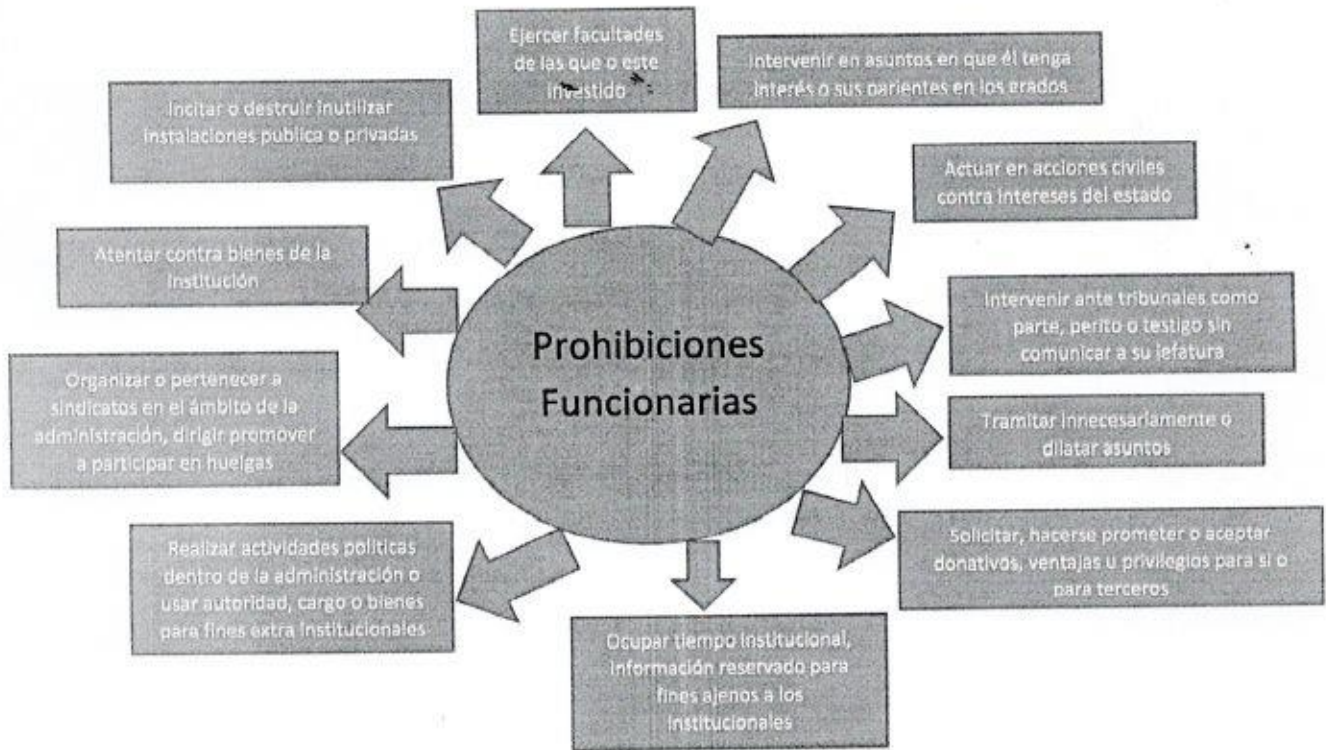 Prohibiciones
Funcionarias
Ejercer facultades
de las que o este
investido
Intervenir en asuntos en que él tenga
interés o sus parientes en los grados
Actuar en acciones civiles
contra intereses del estado
Intervenir ante tribunales como
parte, perito o testigo sin
comunicar a su jefatura
Tramitar innecesariamente o
dilatar asuntos
Solicitar, hacerse prometer o aceptar
donativos, ventajas u privilegios para si o
para terceros
Ocupar tiempo institucional,
información reservado para
fines ajenos a los
institucionales
Realizar actividades políticas
dentro de la administración o
usar autoridad, cargo o bienes
para fines extra institucionales
Organizar o pertenecer a
sindicatos en el ámbito de la
administración, dirigir promover
a participar en huelgas
Atentar contra bienes de la
institución
Incitar o destruir inutilizar
instalaciones publica o privadas